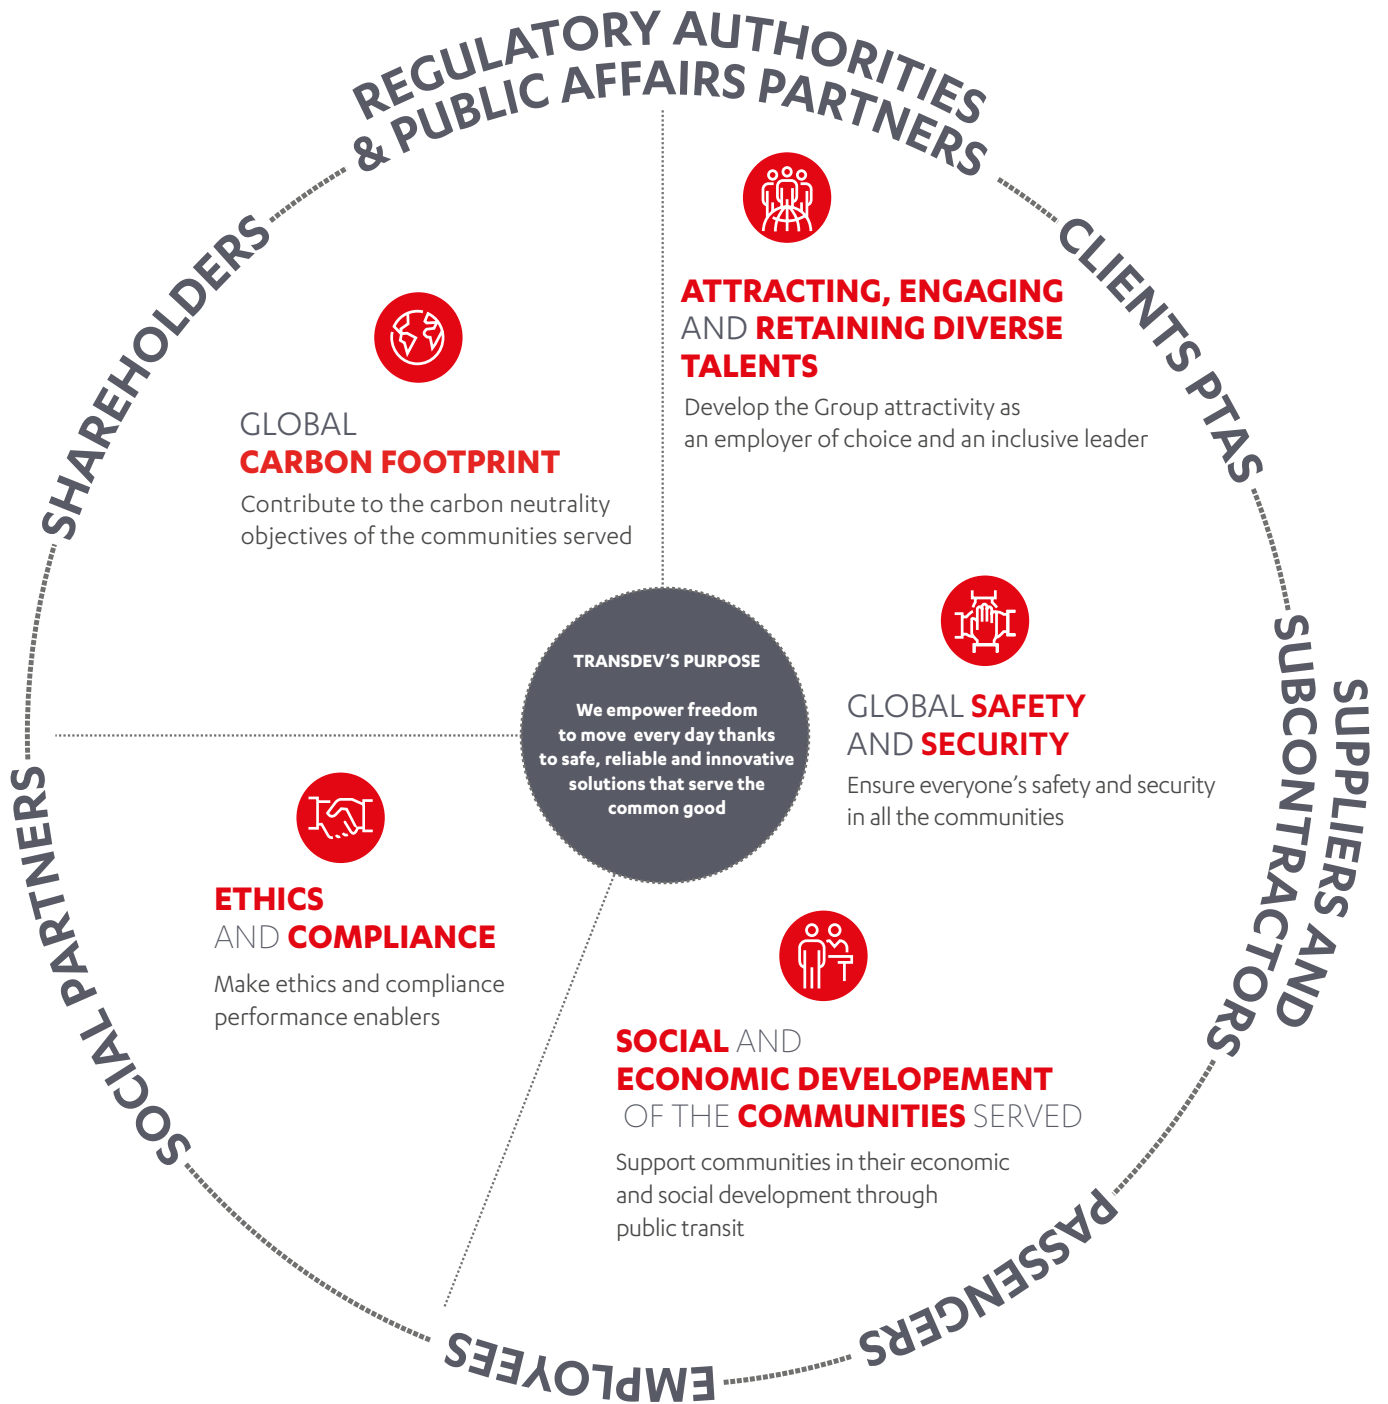 REGULATORY AUTHORITIES
& PUBLIC AFFAIRS PARTNERS
CLIENTS PTAS
SUPPLIERS AND
SUBCONTRACTORS
PASSENGERS
EMPLOYEES
SOCIAL PARTNERS
SHAREHOLDERS
ATTRACTING, ENGAGING
AND RETAINING DIVERSE
TALENTS
Develop the Group attractivity as
an employer of choice and an inclusive leader
GLOBAL
CARBON FOOTPRINT
Contribute to the carbon neutrality
objectives of the communities served
TRANSDEV’S PURPOSE
We empower freedom
to move every day thanks
to safe, reliable and innovative
solutions that serve the
common good
GLOBAL SAFETY
AND SECURITY
Ensure everyone’s safety and security
in all the communities
ETHICS
AND COMPLIANCE
Make ethics and compliance
performance enablers
SOCIAL AND
ECONOMIC DEVELOPEMENT
OF THE COMMUNITIES SERVED
Support communities in their economic
and social development through
public transit